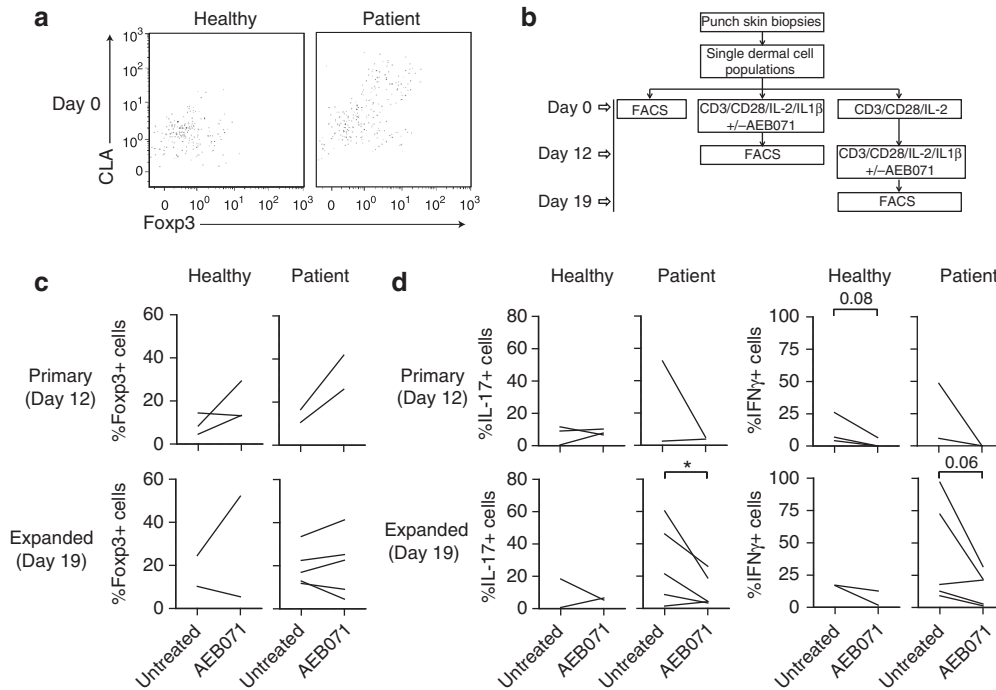 a
Healthy
Patient
10³
10²
10¹
10⁰
0
CLA
Day 0
0 10⁰ 10¹ 10² 10³
0 10⁰ 10¹ 10² 10³
Foxp3
b
Punch skin biopsies
Single dermal cell
populations
Day 0
FACS
CD3/CD28/IL-2/IL1β
+/–AEB071
CD3/CD28/IL-2
Day 12
FACS
CD3/CD28/IL-2/IL1β
+/–AEB071
Day 19
FACS
c
Healthy
Patient
Primary
(Day 12)
%Foxp3+ cells
60
40
20
0
Expanded
(Day 19)
%Foxp3+ cells
60
40
20
0
Untreated
AEB071
Untreated
AEB071
d
Healthy
Patient
Healthy
Patient
Primary
(Day 12)
%IL-17+ cells
80
60
40
20
0
%IFNγ+ cells
100
75
50
25
0
0.08
Expanded
(Day 19)
%IL-17+ cells
80
60
40
20
0
*
%IFNγ+ cells
100
75
50
25
0
0.06
Untreated
AEB071
Untreated
AEB071
Untreated
AEB071
Untreated
AEB071